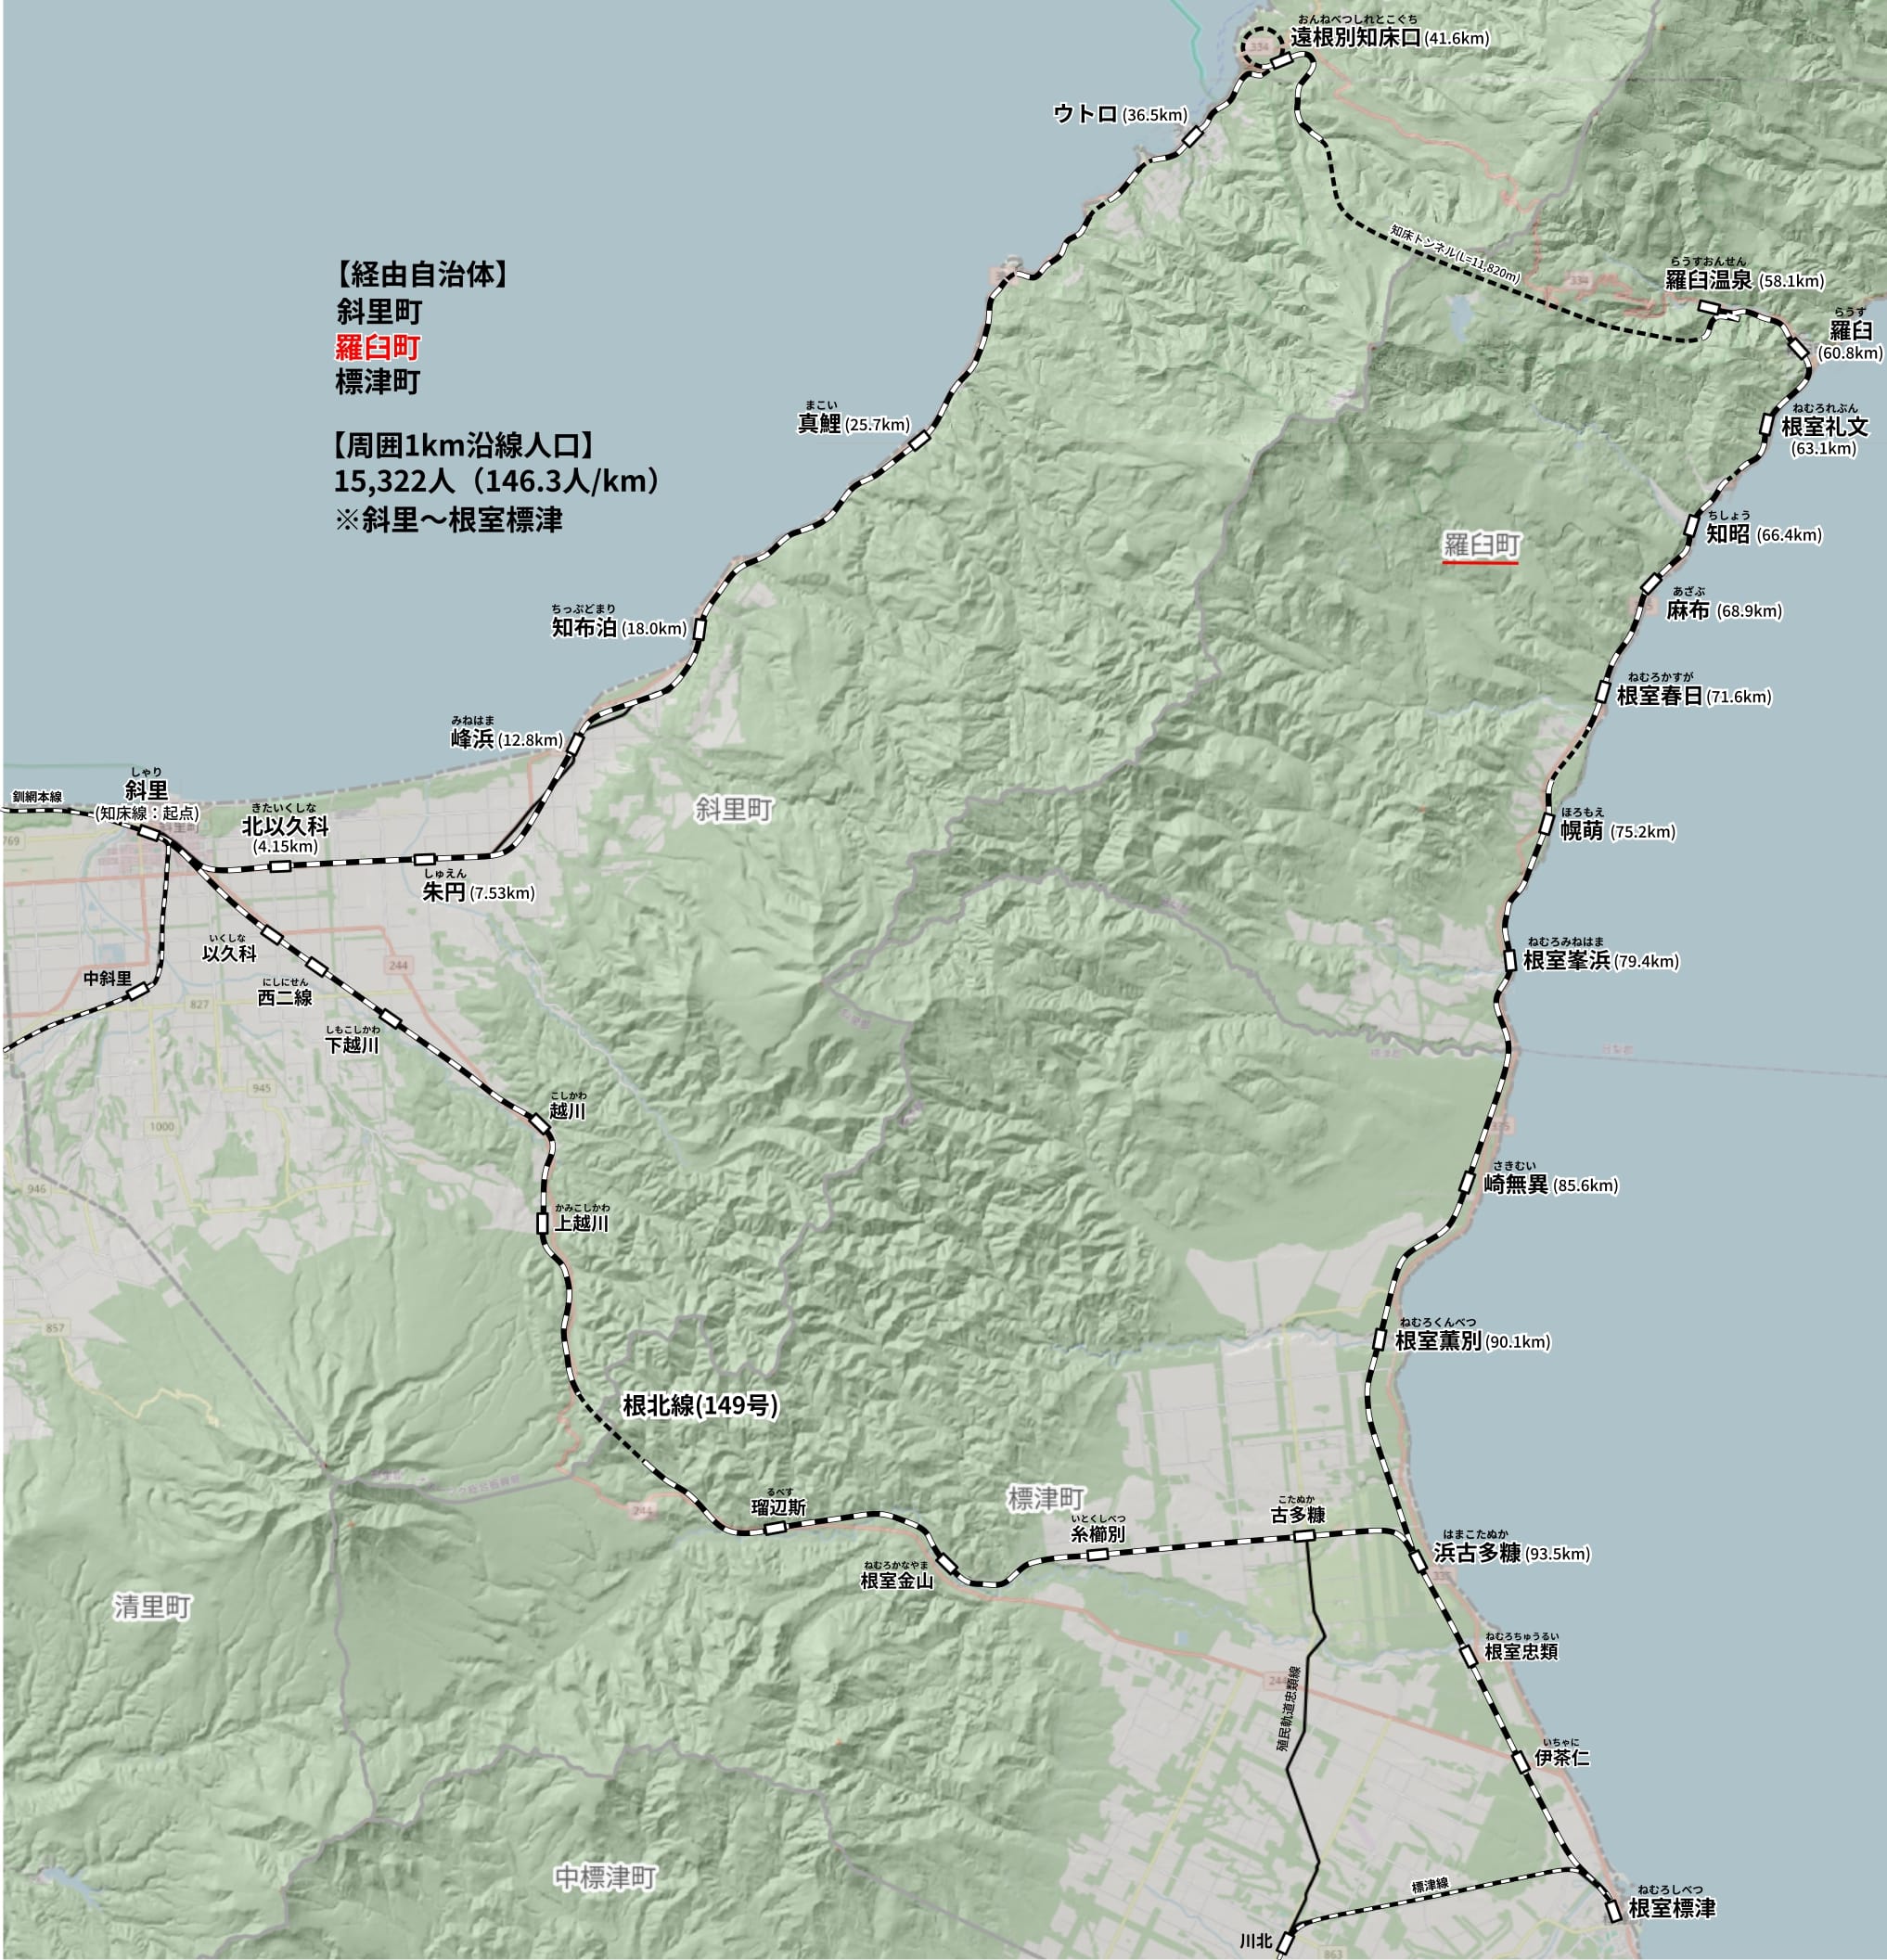 おんねべつしれとこぐち
遠根別知床口(41.6km)
334
ウトロ (36.5km)
知床トンネル(L=11,820m)
334
らうすおんせん
羅臼温泉 (58.1km)
らうす
羅臼
(60.8km)
【経由自治体】
斜里町
羅臼町
標津町
【周囲1km沿線人口】
15,322人（146.3人/km）
※斜里～根室標津
まこい
真鯉 (25.7km)
ねむろれぶん
根室礼文
(63.1km)
ちしょう
知昭 (66.4km)
羅臼町
あざぶ
麻布 (68.9km)
ちっぷどまり
知布泊 (18.0km)
ねむろかすが
根室春日 (71.6km)
みねはま
峰浜 (12.8km)
釧網本線
しゃり
斜里
(知床線：起点)
斜里町
769
きたいくしな
北以久科
(4.15km)
斜里町
ほろもえ
幌萌 (75.2km)
しゅえん
朱円 (7.53km)
いくしな
以久科
244
ねむろみねはま
根室峯浜 (79.4km)
中斜里
にしにせん
西二線
827
しもこしかわ
下越川
945
1000
こしかわ
越川
335
946
さきむい
崎無異 (85.6km)
かみこしかわ
上越川
857
ねむろくんべつ
根室薫別 (90.1km)
根北線(149号)
244
るべす
瑠辺斯
標津町
いとくしべつ
糸櫛別
こたぬか
古多糠
はまこたぬか
浜古多糠 (93.5km)
335
ねむろかなやま
根室金山
清里町
ねむろちゅうるい
根室忠類
244
殖民軌道忠類線
いちゃに
伊茶仁
中標津町
標津線
ねむろしべつ
根室標津
川北
863